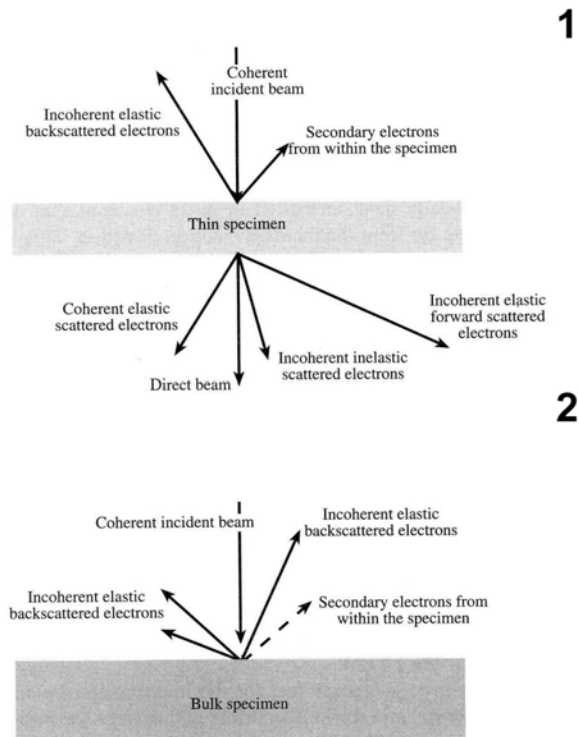 1
Coherent
incident beam
Incoherent elastic
backscattered electrons
Secondary electrons
from within the specimen
Thin specimen
Coherent elastic
scattered electrons
Incoherent elastic
forward scattered
electrons
Incoherent inelastic
scattered electrons
Direct beam
2
Coherent incident beam
Incoherent elastic
backscattered electrons
Incoherent elastic
backscattered electrons
Secondary electrons from
within the specimen
Bulk specimen